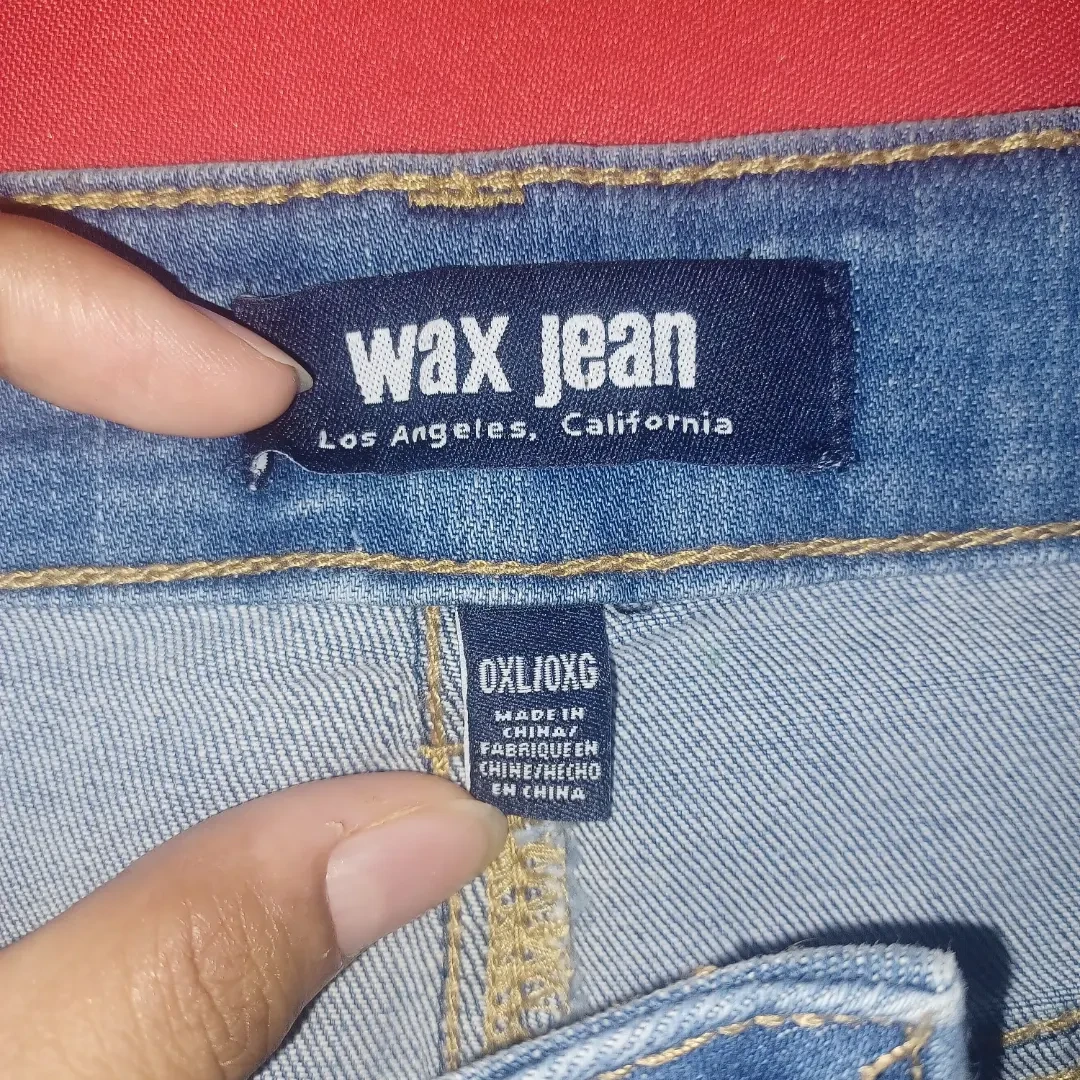 wax jean
Los Angeles, California
0XL/0XG
MADE IN
CHINA/
FABRIQUE EN
CHINE/HECHO
EN CHINA